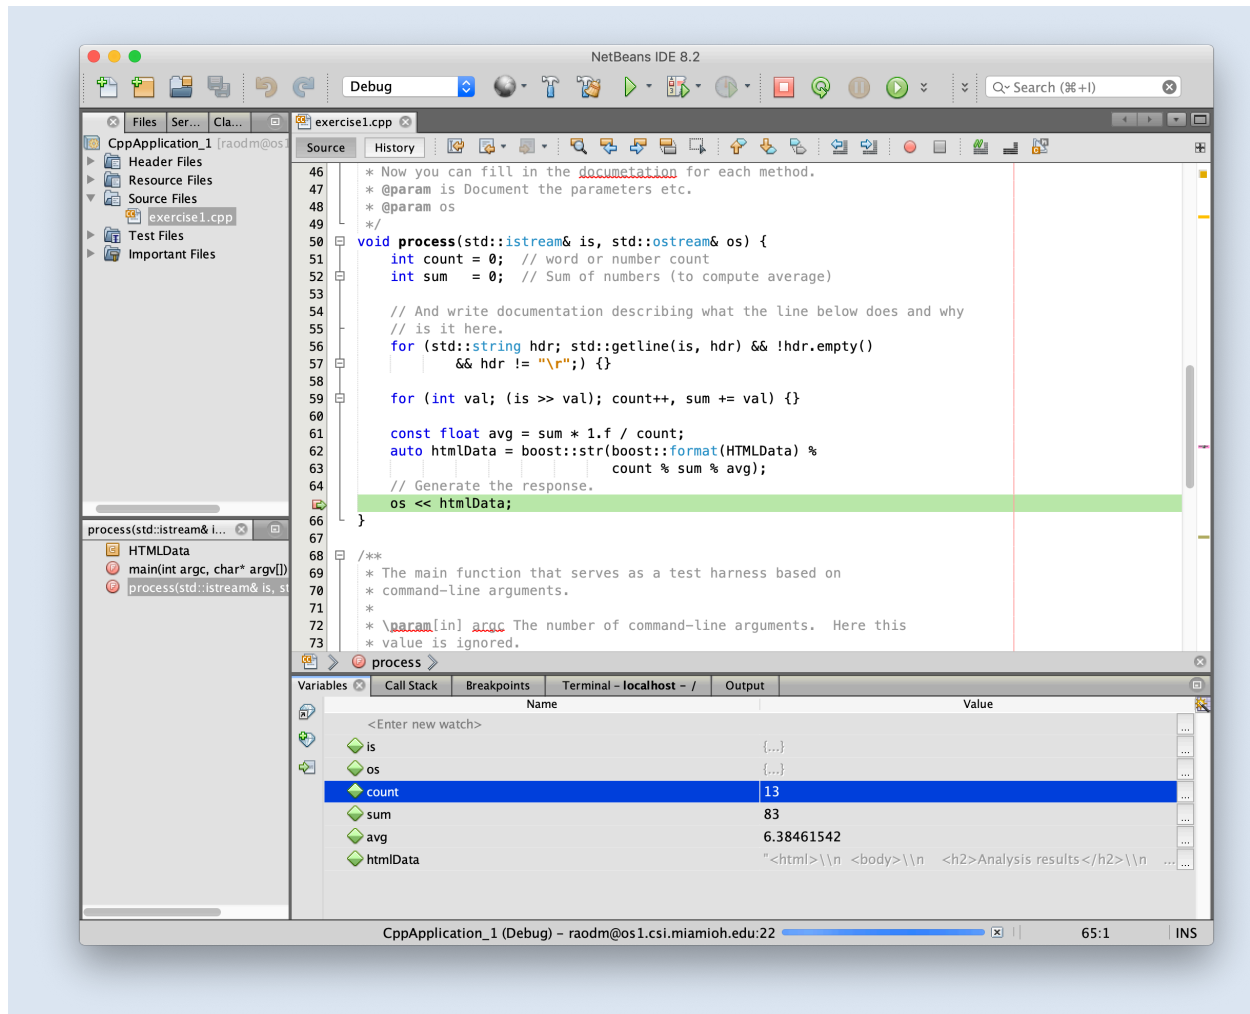 NetBeans IDE 8.2
Debug
Search (⌘+I)
Files Ser... Cla...
exercise1.cpp
CppApplication_1 [raodm@os1
Header Files
Resource Files
Source Files
exercise1.cpp
Test Files
Important Files
Source History
46 * Now you can fill in the documetation for each method.
47 * @param is Document the parameters etc.
48 * @param os
49 */
50 void process(std::istream& is, std::ostream& os) {
51 int count = 0; // word or number count
52 int sum = 0; // Sum of numbers (to compute average)
53
54 // And write documentation describing what the line below does and why
55 // is it here.
56 for (std::string hdr; std::getline(is, hdr) && !hdr.empty()
57 && hdr != "\r";) {}
58
59 for (int val; (is >> val); count++, sum += val) {}
60
61 const float avg = sum * 1.f / count;
62 auto htmlData = boost::str(boost::format(HTMLData) %
63 count % sum % avg);
64 // Generate the response.
os << htmlData;
66 }
67
68 /**
69 * The main function that serves as a test harness based on
70 * command-line arguments.
71 *
72 * \param[in] argc The number of command-line arguments.  Here this
73 * value is ignored.
process(std::istream& i...
HTMLData
main(int argc, char* argv[])
process(std::istream& is, st
process
Variables Call Stack Breakpoints Terminal - localhost - / Output
Name Value
<Enter new watch>
is {...}
os {...}
count 13
sum 83
avg 6.38461542
htmlData "<html>\\n <body>\\n <h2>Analysis results</h2>\\n ...
CppApplication_1 (Debug) - raodm@os1.csi.miamioh.edu:22 65:1 INS